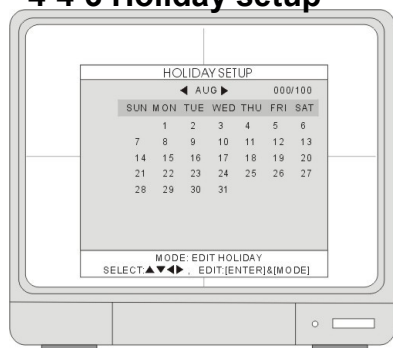 4-4-6 Holiday setup
HOLIDAY SETUP
◀ AUG ▶ 000/100
SUN MON TUE WED THU FRI SAT
1 2 3 4 5 6
7 8 9 10 11 12 13
14 15 16 17 18 19 20
21 22 23 24 25 26 27
28 29 30 31
MODE: EDIT HOLIDAY
SELECT:▲▼◀▶ , EDIT:[ENTER]&[MODE]